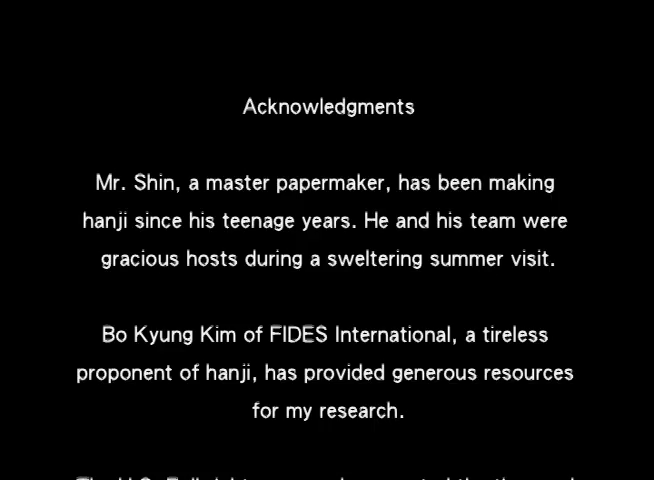 Acknowledgments
Mr. Shin, a master papermaker, has been making
hanji since his teenage years. He and his team were
gracious hosts during a sweltering summer visit.
Bo Kyung Kim of FIDES International, a tireless
proponent of hanji, has provided generous resources
for my research.